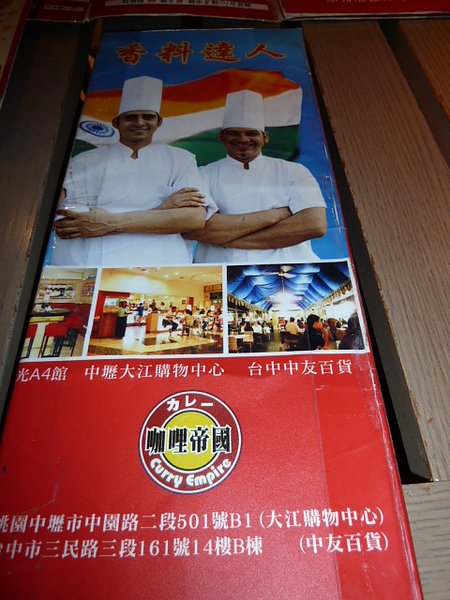 香料達人
光A4館 中壢大江購物中心 台中中友百貨
カレー
咖哩帝國
Curry Empire
桃園中壢市中園路二段501號B1(大江購物中心)
台中市三民路三段161號14樓B棟 (中友百貨)